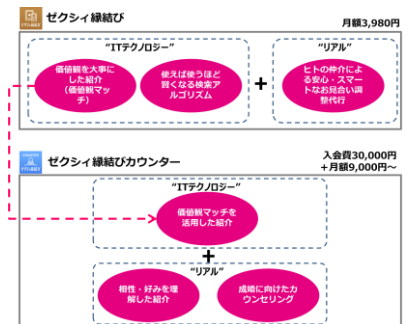 ゼクシィ縁結び
月額3,980円
“ITテクノロジー”
“リアル”
価値観を大事に
した紹介
（価値観マッ
チ）
使えば使うほど
賢くなる検索ア
ルゴリズム
+
ヒトの仲介によ
る安心・スマー
トなお見合い調
整代行
ゼクシィ縁結びカウンター
入会費30,000円
＋月額9,000円～
“ITテクノロジー”
価値観マッチを
活用した紹介
+
“リアル”
相性・好みを理
解した紹介
成婚に向けたカ
ウンセリング